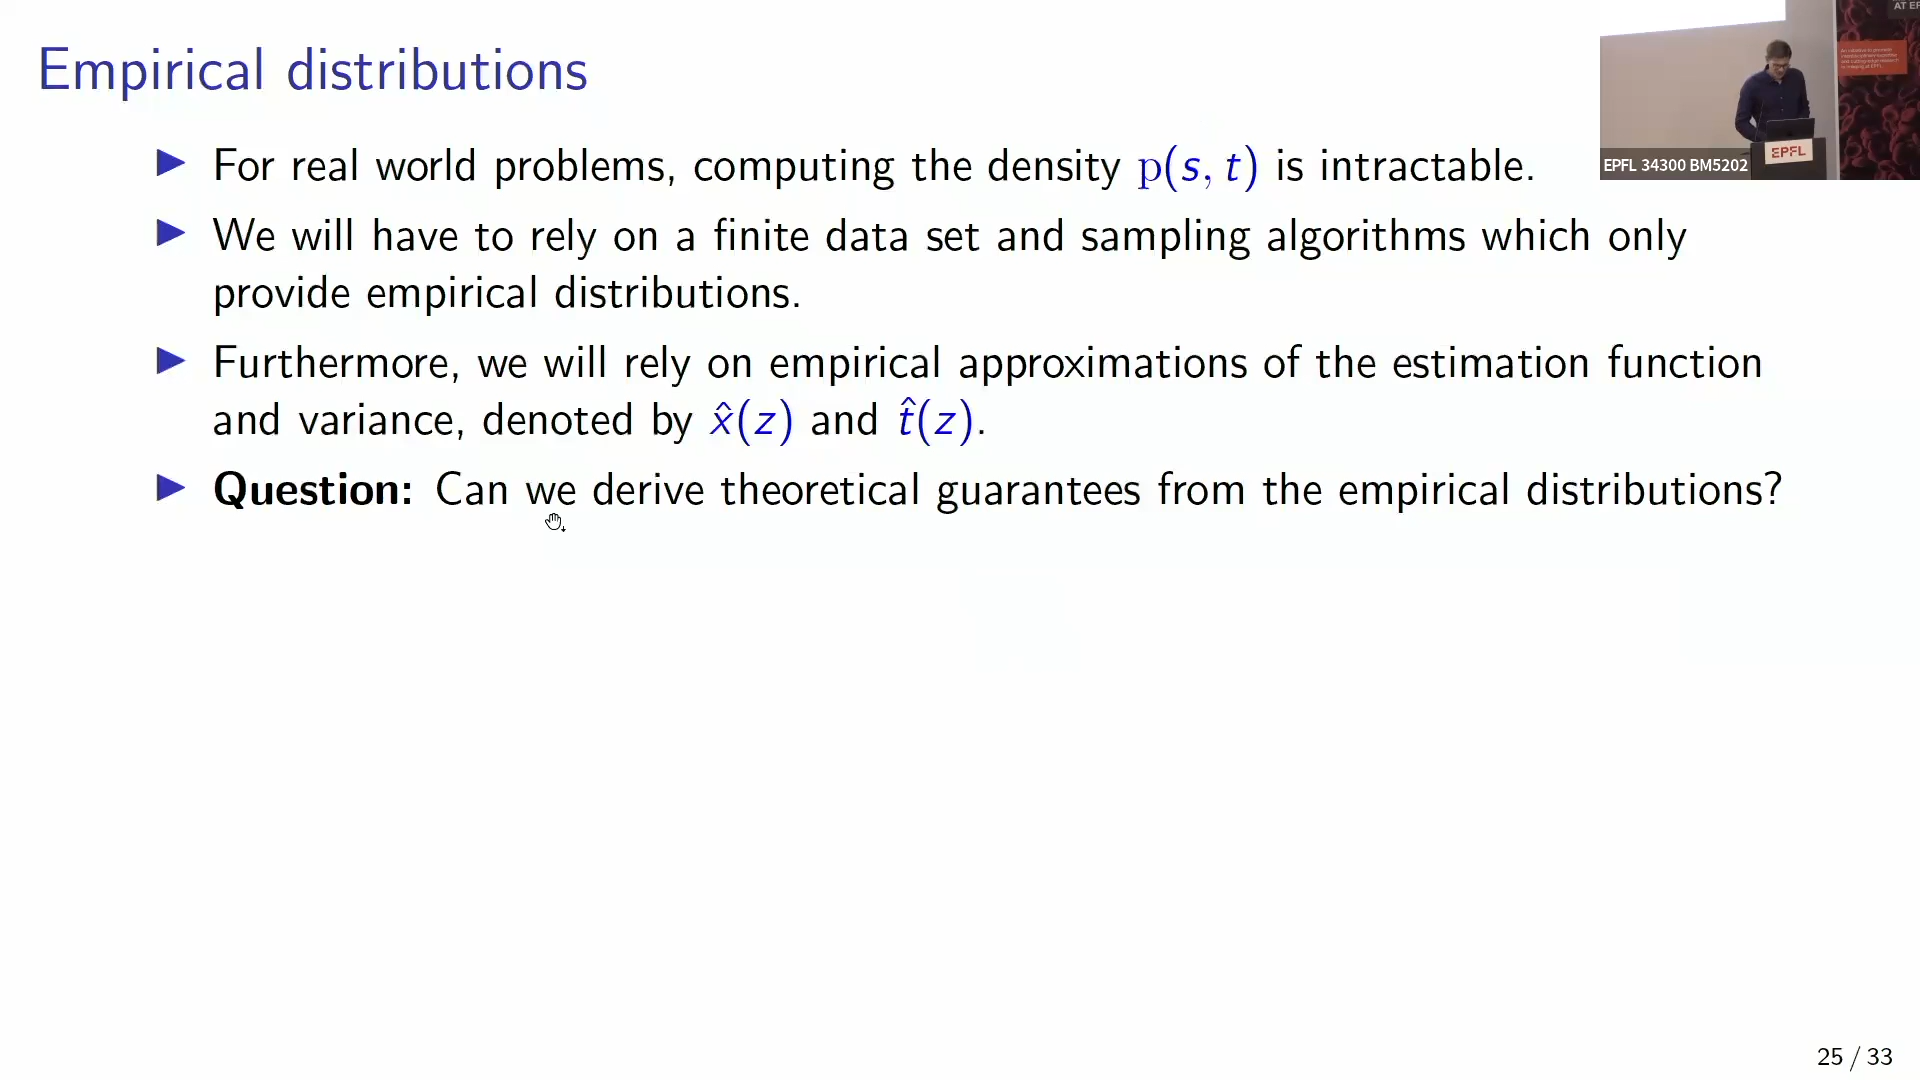 Empirical distributions
▶ For real world problems, computing the density p(s, t) is intractable.
▶ We will have to rely on a finite data set and sampling algorithms which only
provide empirical distributions.
▶ Furthermore, we will rely on empirical approximations of the estimation function
and variance, denoted by x̂(z) and t̂(z).
▶ Question: Can we derive theoretical guarantees from the empirical distributions?
AT EP
EPFL
EPFL 34300 BM5202
25 / 33